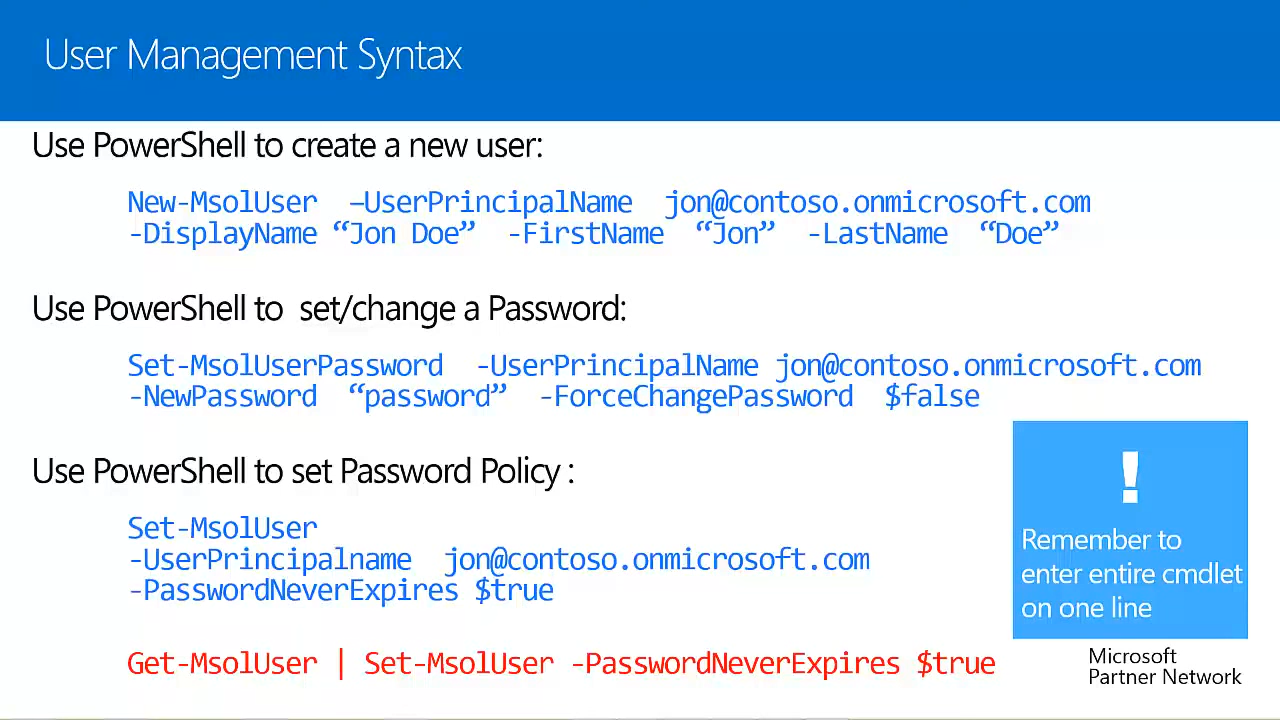 User Management Syntax
Use PowerShell to create a new user:
New-MsolUser –UserPrincipalName jon@contoso.onmicrosoft.com
-DisplayName “Jon Doe” -FirstName “Jon” -LastName “Doe”
Use PowerShell to set/change a Password:
Set-MsolUserPassword -UserPrincipalName jon@contoso.onmicrosoft.com
-NewPassword “password” -ForceChangePassword $false
Use PowerShell to set Password Policy :
Set-MsolUser
-UserPrincipalname jon@contoso.onmicrosoft.com
-PasswordNeverExpires $true
Get-MsolUser | Set-MsolUser -PasswordNeverExpires $true
!
Remember to
enter entire cmdlet
on one line
Microsoft
Partner Network